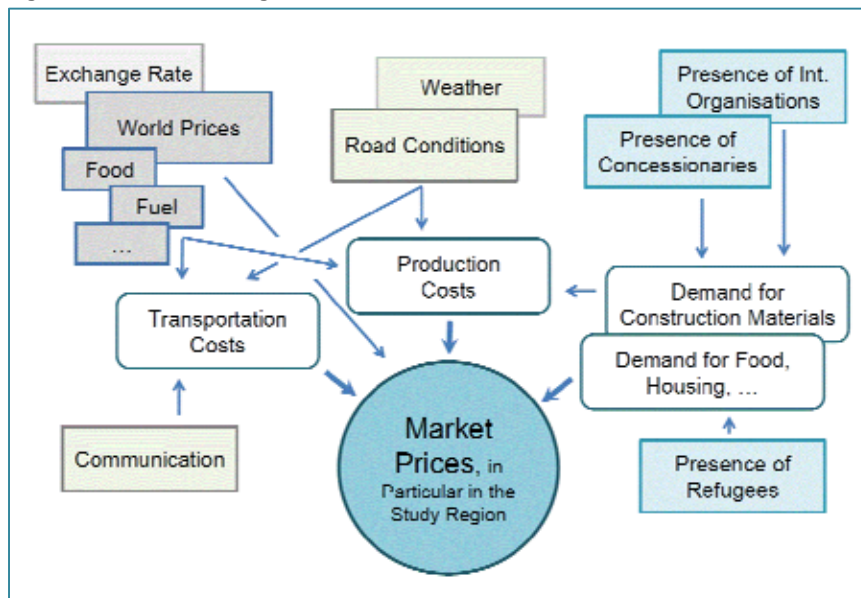 Exchange Rate
World Prices
Food
Fuel
...
Weather
Road Conditions
Presence of Int.
Organisations
Presence of
Concessionaries
Production
Costs
Transportation
Costs
Demand for
Construction Materials
Demand for Food,
Housing, ...
Market
Prices, in
Particular in the
Study Region
Communication
Presence of
Refugees